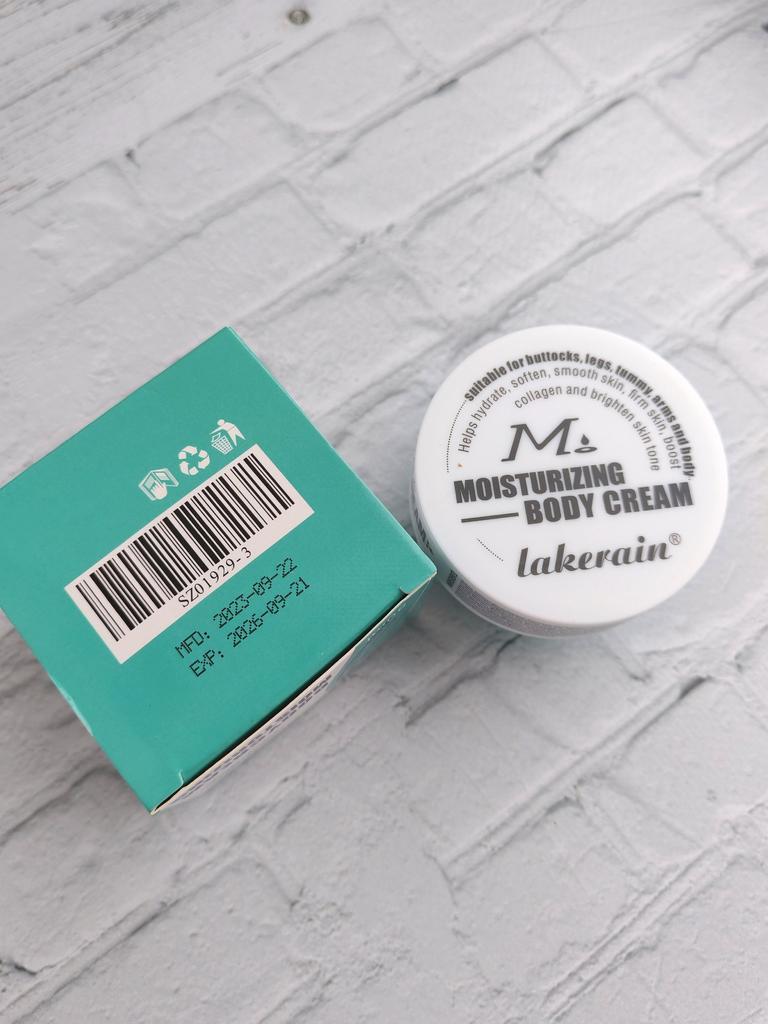 SZ01929-3
MFD: 2023-09-22
EXP: 2026-09-21
Suitable for buttocks, legs, tummy, arms and body
Helps hydrate, soften, smooth skin, firm skin, boost
collagen and brighten skin tone
M
MOISTURIZING
BODY CREAM
lakerain®